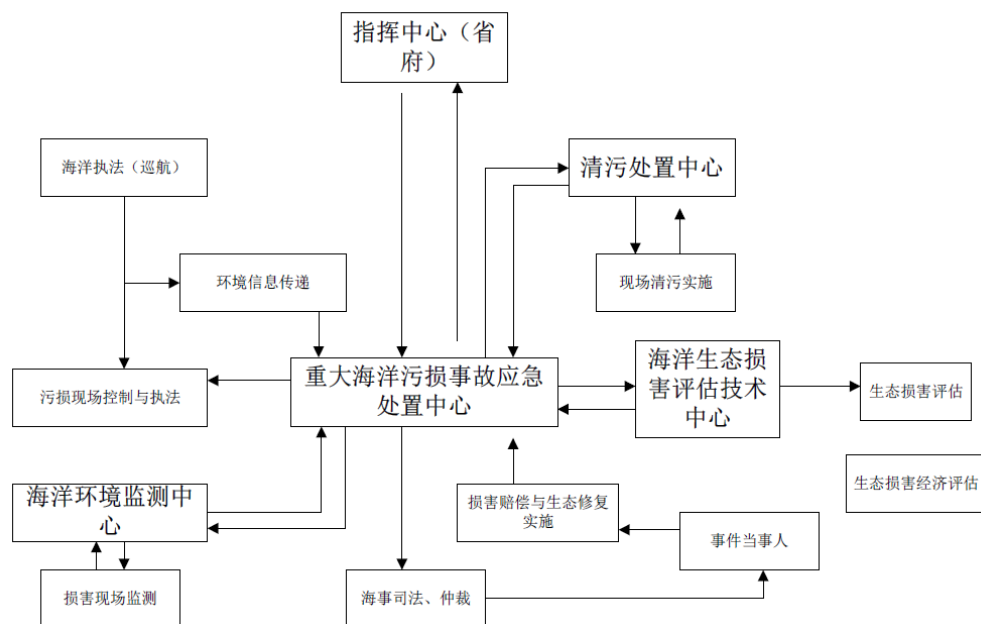 指挥中心（省
府）
海洋执法（巡航）
清污处置中心
环境信息传递
现场清污实施
重大海洋污损事故应急
处置中心
海洋生态损
害评估技术
中心
污损现场控制与执法
生态损害评估
海洋环境监测中
心
损害赔偿与生态修复
实施
生态损害经济评估
事件当事人
损害现场监测
海事司法、仲裁